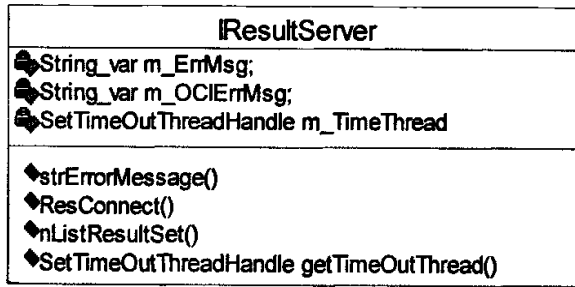 IResultServer
String_var m_ErrMsg;
String_var m_OCIErrMsg;
SetTimeOutThreadHandle m_TimeThread
strErrorMessage()
ResConnect()
nListResultSet()
SetTimeOutThreadHandle getTimeOutThread()